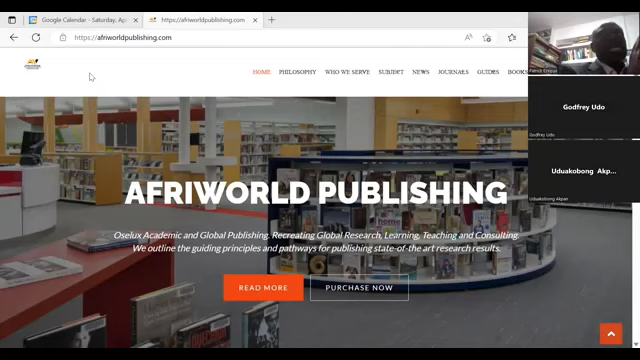 Google Calendar - Saturday, Ap
https://afriworldpublishing.com
https://afriworldpublishing.com
HOME PHILOSOPHY WHO WE SERVE SUBJECT NEWS JOURNALS GUIDES BOOK
Godfrey Udo
Godfrey Udo
Uduakobong Akp...
Uduakobong Akpan
AFRIWORLD PUBLISHING
Oselux Academic and Global Publishing. Recreating Global Research, Learning, Teaching and Consulting.
We outline the guiding principles and pathways for publishing state-of-the art research results.
READ MORE PURCHASE NOW